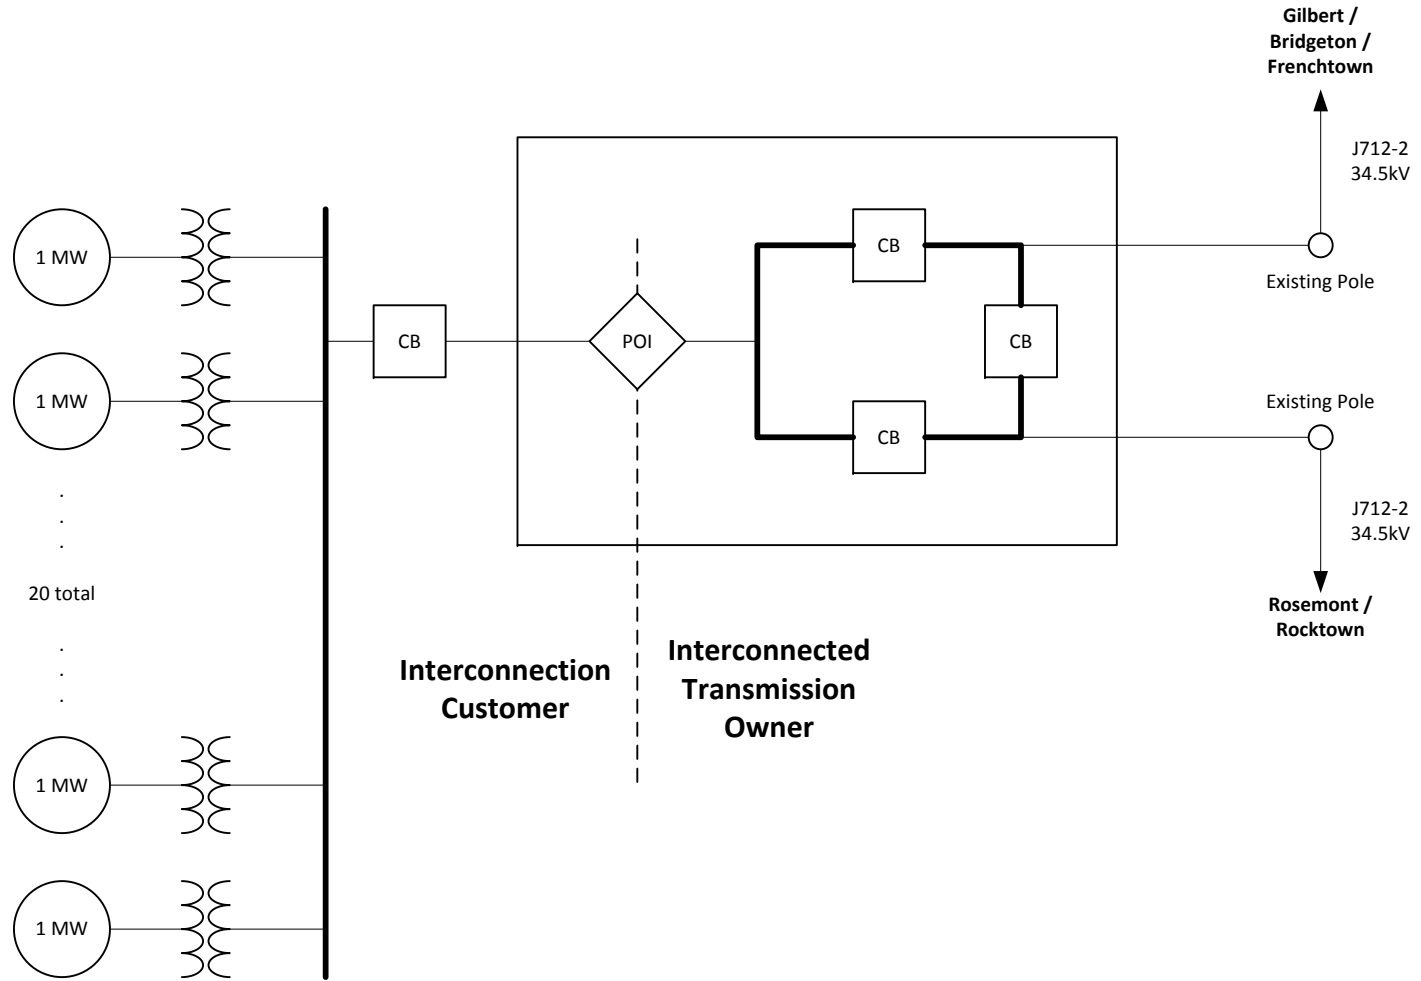 Gilbert /
Bridgeton /
Frenchtown
J712-2
34.5kV
1 MW
CB
Existing Pole
CB
POI
CB
1 MW
CB
Existing Pole
.
.
.
J712-2
34.5kV
20 total
Rosemont /
Rocktown
.
.
.
Interconnection
Customer
Interconnected
Transmission
Owner
1 MW
1 MW